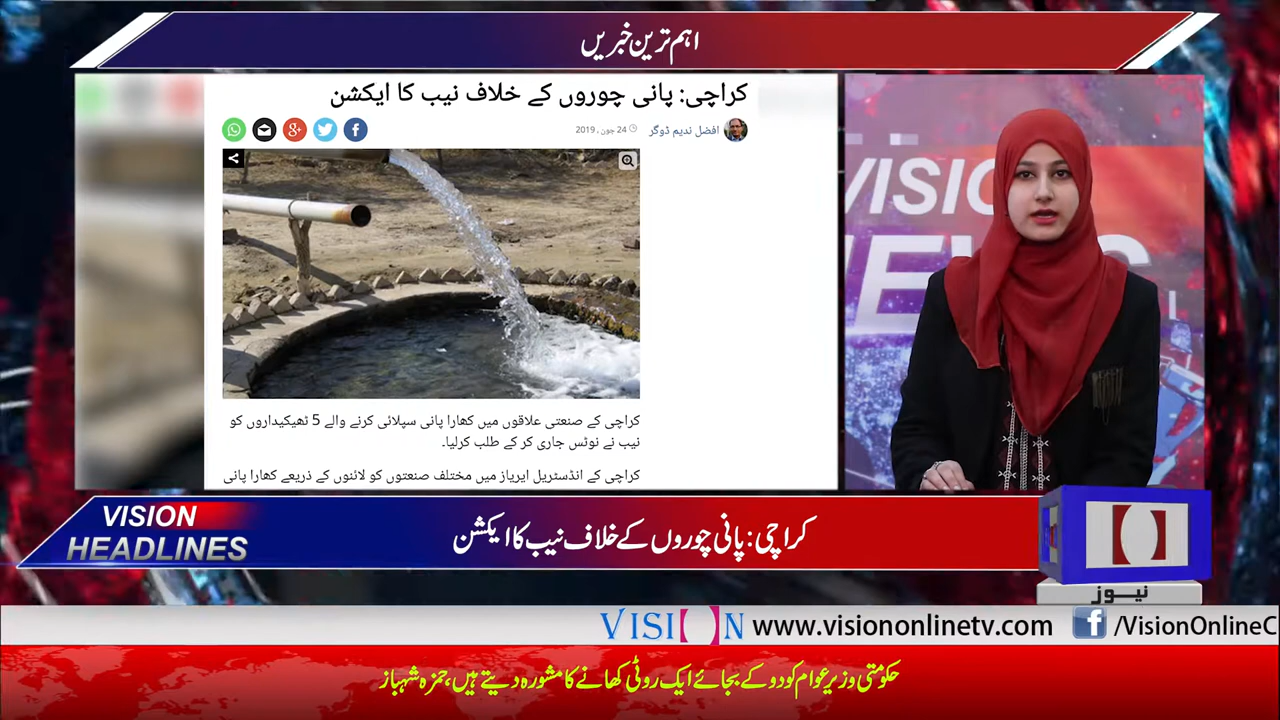 اہم ترین خبریں
کراچی: پانی چوروں کے خلاف نیب کا ایکشن
افضل ندیم ڈوگر
24 جون ، 2019
کراچی کے صنعتی علاقوں میں کھارا پانی سپلائی کرنے والے 5 ٹھیکیداروں کو
نیب نے نوٹس جاری کر کے طلب کرلیا۔
کراچی کے انڈسٹریل ایریاز میں مختلف صنعتوں کو لائنوں کے ذریعے کھارا پانی
VISION
HEADLINES
کراچی: پانی چوروں کے خلاف نیب کا ایکشن
نیوز
VISION www.visiononlinetv.com /VisionOnlineC
حکومتی وزیر عوام کو دو کے بجائے ایک روٹی کھانے کا مشورہ دیتے ہیں، حمزہ شہباز